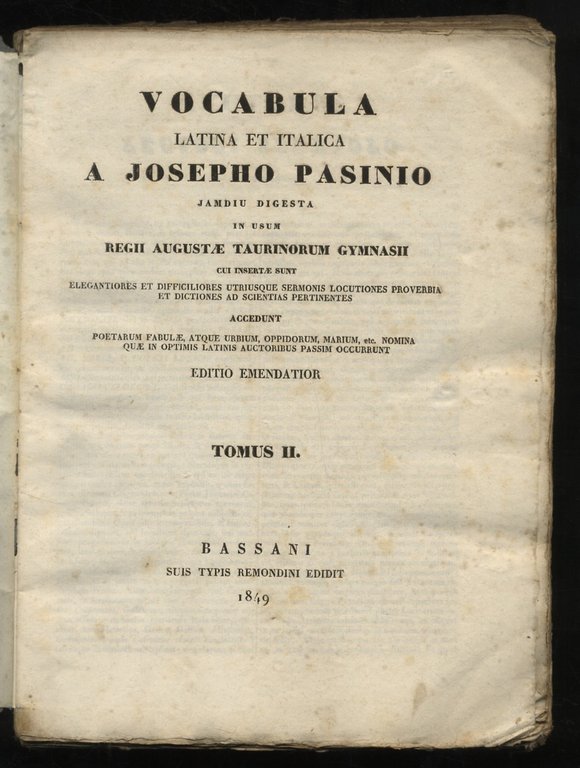 VOCABULA
LATINA ET ITALICA
A JOSEPHO PASINIO
JAMDIU DIGESTA
IN USUM
REGII AUGUSTÆ TAURINORUM GYMNASII
CUI INSERTÆ SUNT
ELEGANTIORES ET DIFFICILIORES UTRIUSQUE SERMONIS LOCUTIONES PROVERBIA
ET DICTIONES AD SCIENTIAS PERTINENTES
ACCEDUNT
POETARUM FABULÆ, ATQUE URBIUM, OPPIDORUM, MARIUM, etc. NOMINA
QUÆ IN OPTIMIS LATINIS AUCTORIBUS PASSIM OCCURRUNT
EDITIO EMENDATIOR
TOMUS II.
BASSANI
SUIS TYPIS REMONDINI EDIDIT
1849